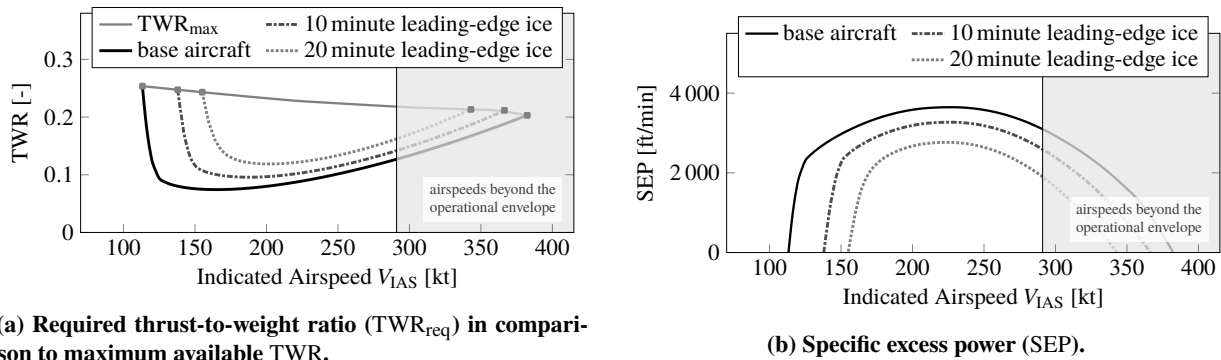 TWRmax
base aircraft
10 minute leading-edge ice
20 minute leading-edge ice
0.3
0.2
0.1
0
TWR [-]
airspeeds beyond the
operational envelope
100 150 200 250 300 350 400
Indicated Airspeed VIAS [kt]
(a) Required thrust-to-weight ratio (TWRreq) in compari-
son to maximum available TWR.
base aircraft
10 minute leading-edge ice
20 minute leading-edge ice
4 000
2 000
0
SEP [ft/min]
airspeeds beyond the
operational envelope
100 150 200 250 300 350 400
Indicated Airspeed VIAS [kt]
(b) Specific excess power (SEP).